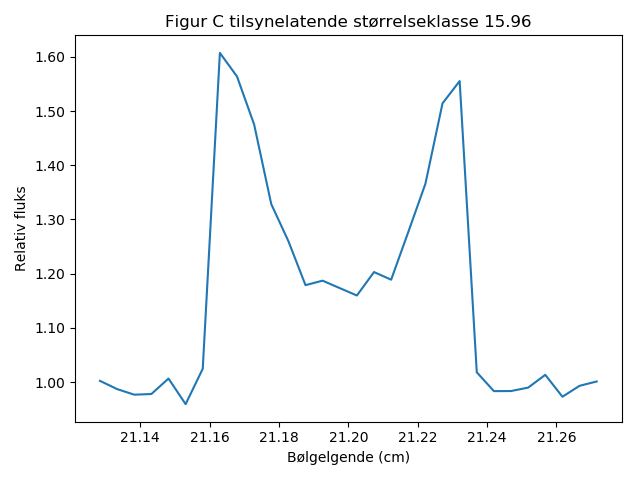 Figur C tilsynelatende størrelseklasse 15.96
1.60
1.50
1.40
1.30
1.20
1.10
1.00
Relativ fluks
21.14 21.16 21.18 21.20 21.22 21.24 21.26
Bølgelgende (cm)